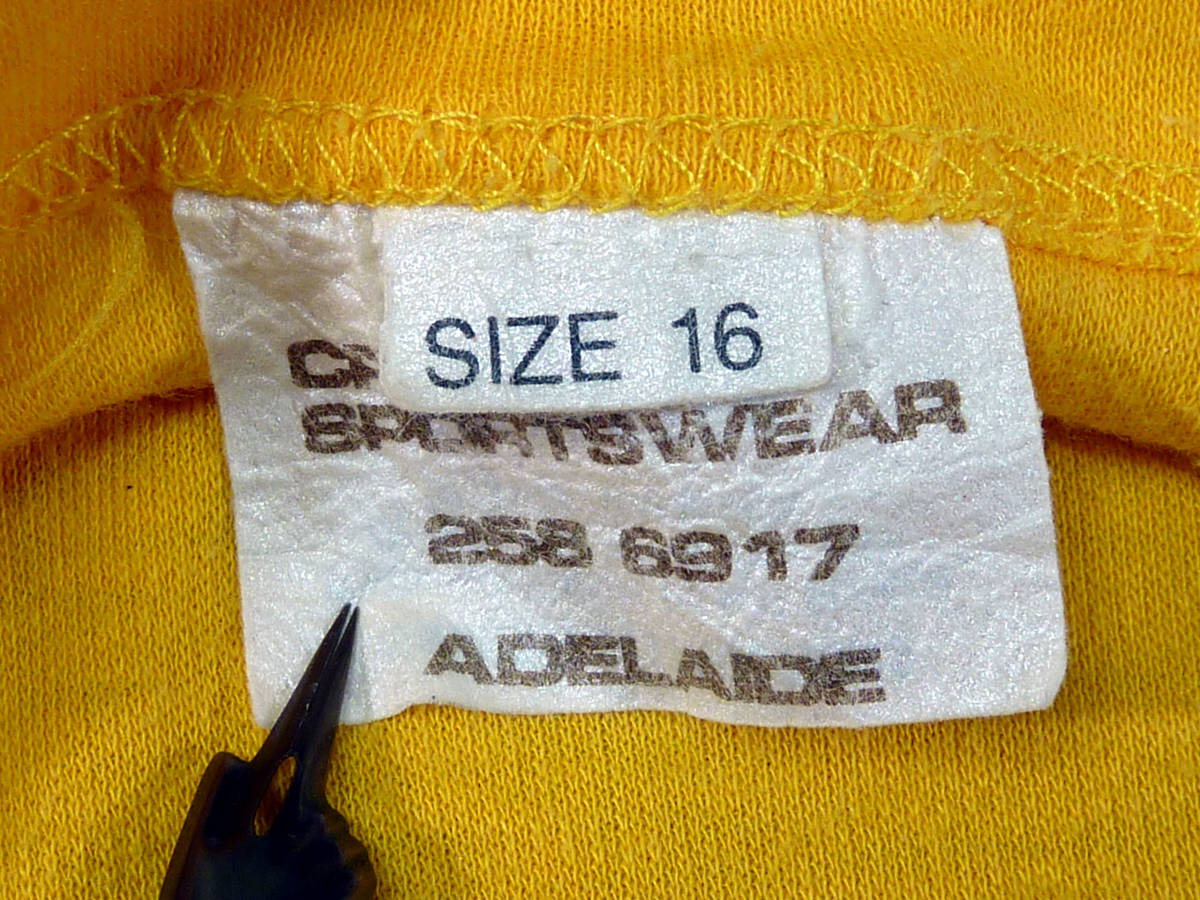 SIZE 16
SPORTSWEAR
258 6917
ADELAIDE